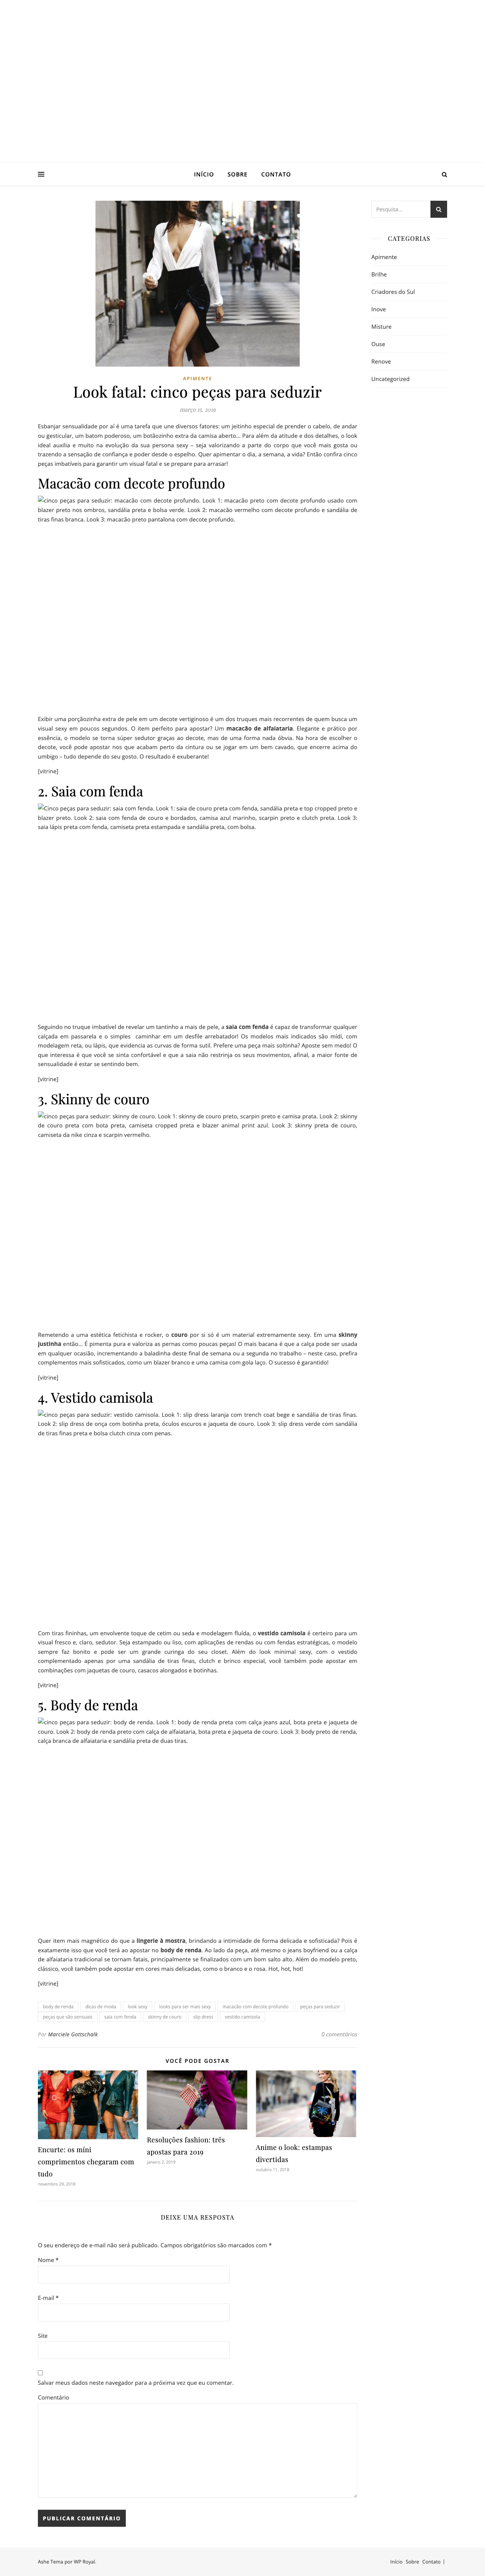 INÍCIO SOBRE CONTATO
APIMENTE
Look fatal: cinco peças para seduzir
março 15, 2019
Esbanjar sensualidade por aí é uma tarefa que une diversos fatores: um jeitinho especial de prender o cabelo, de andar
ou gesticular, um batom poderoso, um botãozinho extra da camisa aberto... Para além da atitude e dos detalhes, o look
ideal auxilia e muito na evolução da sua persona sexy – seja valorizando a parte do corpo que você mais gosta ou
trazendo a sensação de confiança e poder desde o espelho. Quer apimentar o dia, a semana, a vida? Então confira cinco
peças imbatíveis para garantir um visual fatal e se prepare para arrasar!
Macacão com decote profundo
cinco peças para seduzir: macacão com decote profundo. Look 1: macacão preto com decote profundo usado com
blazer preto nos ombros, sandália preta e bolsa verde. Look 2: macacão vermelho com decote profundo e sandália de
tiras finas branca. Look 3: macacão preto pantalona com decote profundo.
Exibir uma porçãozinha extra de pele em um decote vertiginoso é um dos truques mais recorrentes de quem busca um
visual sexy em poucos segundos. O item perfeito para apostar? Um macacão de alfaiataria. Elegante e prático por
essência, o modelo se torna súper sedutor graças ao decote, mas de uma forma nada óbvia. Na hora de escolher o
decote, você pode apostar nos que acabam perto da cintura ou se jogar em um bem cavado, que encerre acima do
umbigo – tudo depende do seu gosto. O resultado é exuberante!
[vitrine]
2. Saia com fenda
Cinco peças para seduzir: saia com fenda. Look 1: saia de couro preta com fenda, sandália preta e top cropped preto e
blazer preto. Look 2: saia com fenda de couro e bordados, camisa azul marinho, scarpin preto e clutch preta. Look 3:
saia lápis preta com fenda, camiseta preta estampada e sandália preta, com bolsa.
Seguindo no truque imbatível de revelar um tantinho a mais de pele, a saia com fenda é capaz de transformar qualquer
calçada em passarela e o simples caminhar em um desfile arrebatador! Os modelos mais indicados são mídi, com
modelagem reta, ou lápis, que evidencia as curvas de forma sutil. Prefere uma peça mais soltinha? Aposte sem medo! O
que interessa é que você se sinta confortável e que a saia não restrinja os seus movimentos, afinal, a maior fonte de
sensualidade é estar se sentindo bem.
[vitrine]
3. Skinny de couro
cinco peças para seduzir: skinny de couro. Look 1: skinny de couro preto, scarpin preto e camisa prata. Look 2: skinny
de couro preta com bota preta, camiseta cropped preta e blazer animal print azul. Look 3: skinny preta de couro,
camiseta da nike cinza e scarpin vermelho.
Remetendo a uma estética fetichista e rocker, o couro por si só é um material extremamente sexy. Em uma skinny
justinha então... É pimenta pura e valoriza as pernas como poucas peças! O mais bacana é que a calça pode ser usada
em qualquer ocasião, incrementando a baladinha deste final de semana ou a segunda no trabalho – neste caso, prefira
complementos mais sofisticados, como um blazer branco e uma camisa com gola laço. O sucesso é garantido!
[vitrine]
4. Vestido camisola
cinco peças para seduzir: vestido camisola. Look 1: slip dress laranja com trench coat bege e sandália de tiras finas.
Look 2: slip dress de onça com botinha preta, óculos escuros e jaqueta de couro. Look 3: slip dress verde com sandália
de tiras finas preta e bolsa clutch cinza com penas.
Com tiras fininhas, um envolvente toque de cetim ou seda e modelagem fluída, o vestido camisola é certeiro para um
visual fresco e, claro, sedutor. Seja estampado ou liso, com aplicações de rendas ou com fendas estratégicas, o modelo
sempre faz bonito e pode ser um grande curinga do seu closet. Além do look minimal sexy, com o vestido
complementado apenas por uma sandália de tiras finas, clutch e brinco especial, você também pode apostar em
combinações com jaquetas de couro, casacos alongados e botinhas.
[vitrine]
5. Body de renda
cinco peças para seduzir: body de renda. Look 1: body de renda preta com calça jeans azul, bota preta e jaqueta de
couro. Look 2: body de renda preto com calça de alfaiataria, bota preta e jaqueta de couro. Look 3: body preto de renda,
calça branca de alfaiataria e sandália preta de duas tiras.
Quer item mais magnético do que a lingerie à mostra, brindando a intimidade de forma delicada e sofisticada? Pois é
exatamente isso que você terá ao apostar no body de renda. Ao lado da peça, até mesmo o jeans boyfriend ou a calça
de alfaiataria tradicional se tornam fatais, principalmente se finalizados com um bom salto alto. Além do modelo preto,
clássico, você também pode apostar em cores mais delicadas, como o branco e o rosa. Hot, hot, hot!
[vitrine]
body de renda dicas de moda look sexy looks para ser mais sexy macacão com decote profundo peças para seduzir
peças que são sensuais saia com fenda skinny de couro slip dress vestido camisola
Por Marciele Gottschalk 0 comentários
VOCÊ PODE GOSTAR
Encurte: os mini
comprimentos chegaram com
tudo
novembro 29, 2018
Resoluções fashion: três
apostas para 2019
janeiro 2, 2019
Anime o look: estampas
divertidas
outubro 11, 2018
DEIXE UMA RESPOSTA
O seu endereço de e-mail não será publicado. Campos obrigatórios são marcados com *
Nome *
E-mail *
Site
Salvar meus dados neste navegador para a próxima vez que eu comentar.
Comentário
PUBLICAR COMENTÁRIO
Pesquisa...
CATEGORIAS
Apimente
Brilhe
Criadores do Sul
Inove
Misture
Ouse
Renove
Uncategorized
Ashe Tema por WP Royal.
Início Sobre Contato |